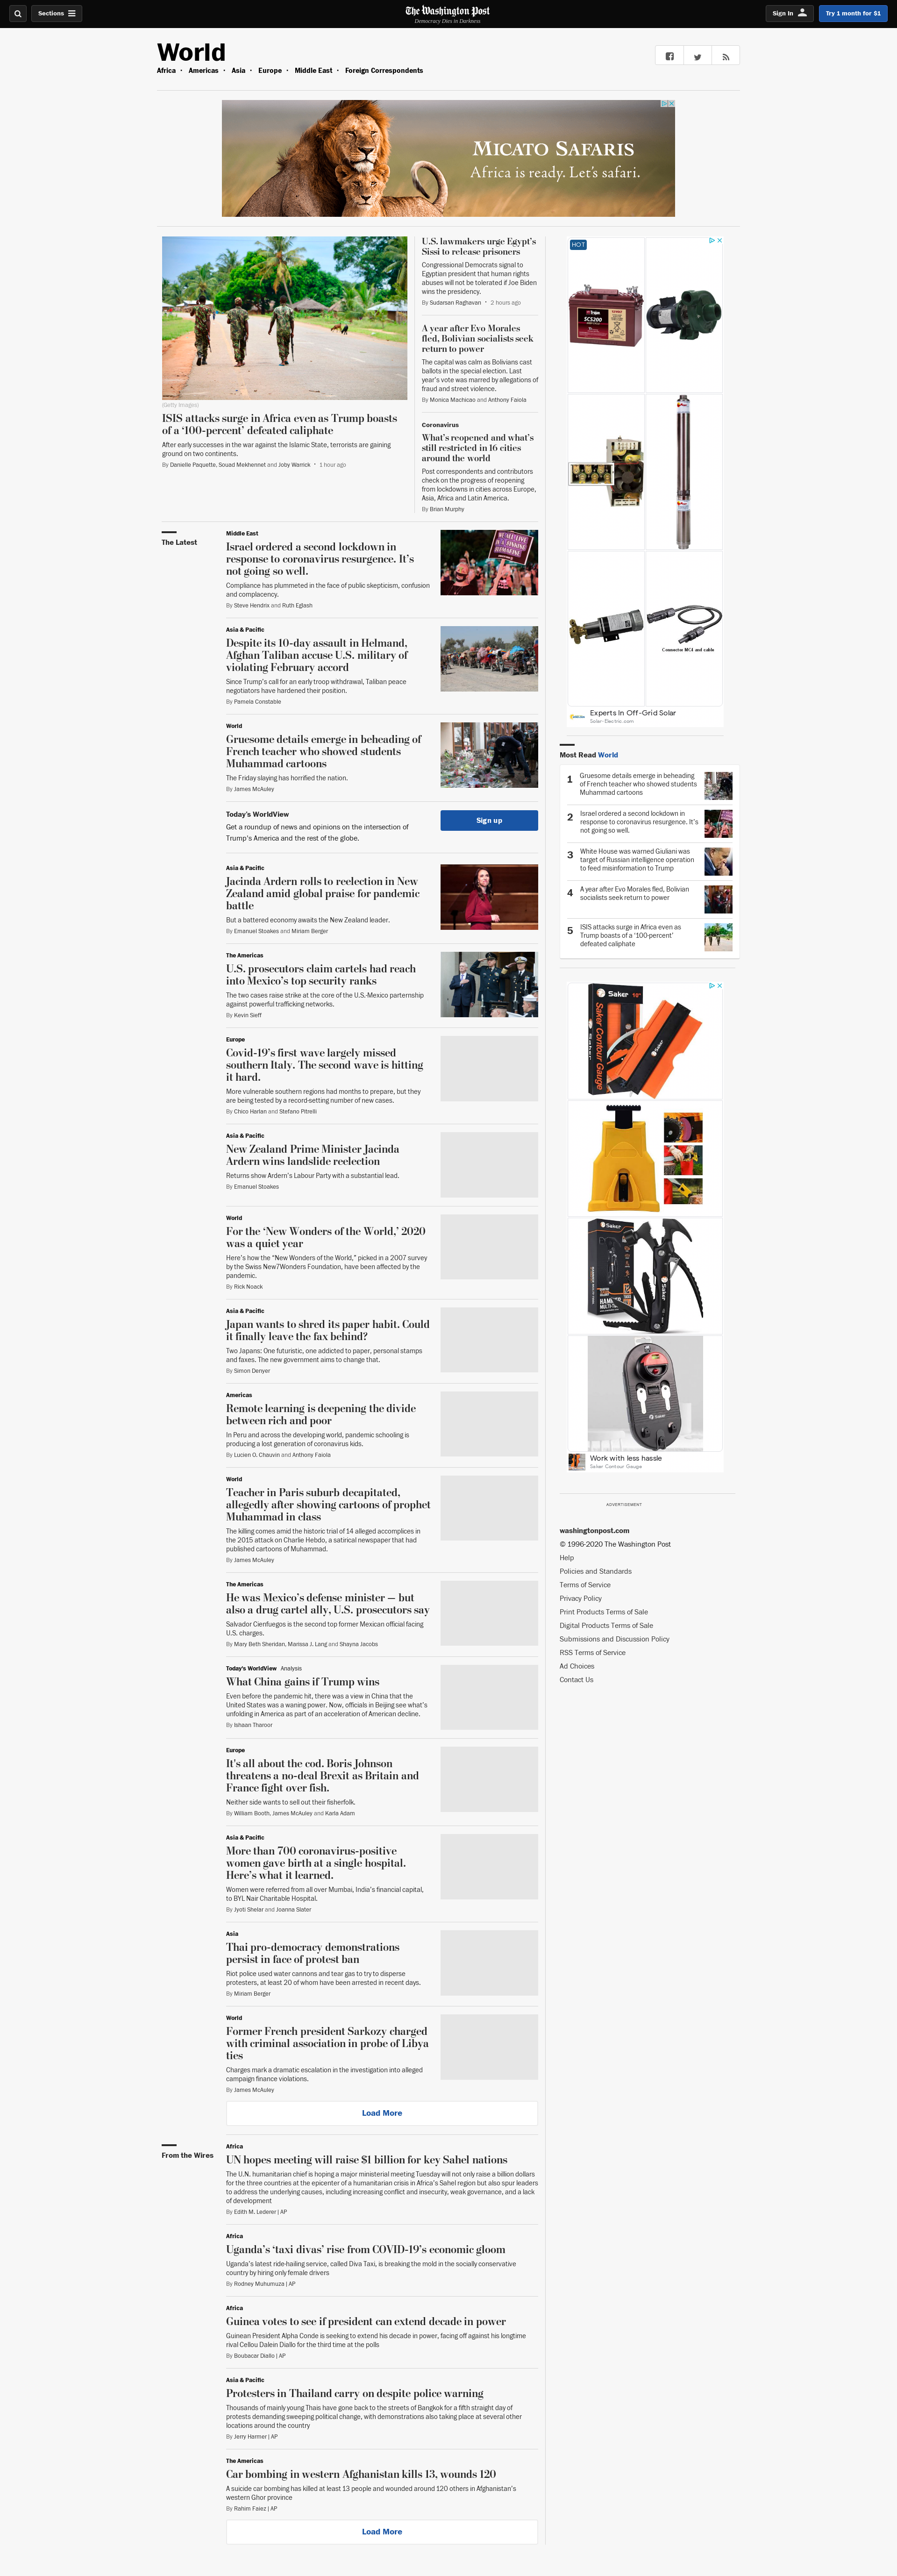 Sections
The Washington Post
Democracy Dies in Darkness
Sign In
Try 1 month for $1
World
Africa • Americas • Asia • Europe • Middle East • Foreign Correspondents
MICATO SAFARIS
Africa is ready. Let's safari.
(Getty Images)
ISIS attacks surge in Africa even as Trump boasts
of a ‘100-percent’ defeated caliphate
After early successes in the war against the Islamic State, terrorists are gaining
ground on two continents.
By Danielle Paquette, Souad Mekhennet and Joby Warrick • 1 hour ago
U.S. lawmakers urge Egypt’s
Sissi to release prisoners
Congressional Democrats signal to
Egyptian president that human rights
abuses will not be tolerated if Joe Biden
wins the presidency.
By Sudarsan Raghavan • 2 hours ago
A year after Evo Morales
fled, Bolivian socialists seek
return to power
The capital was calm as Bolivians cast
ballots in the special election. Last
year’s vote was marred by allegations of
fraud and street violence.
By Monica Machicao and Anthony Faiola
Coronavirus
What’s reopened and what’s
still restricted in 16 cities
around the world
Post correspondents and contributors
check on the progress of reopening
from lockdowns in cities across Europe,
Asia, Africa and Latin America.
By Brian Murphy
The Latest
Middle East
Israel ordered a second lockdown in
response to coronavirus resurgence. It’s
not going so well.
Compliance has plummeted in the face of public skepticism, confusion
and complacency.
By Steve Hendrix and Ruth Eglash
Asia & Pacific
Despite its 10-day assault in Helmand,
Afghan Taliban accuse U.S. military of
violating February accord
Since Trump’s call for an early troop withdrawal, Taliban peace
negotiators have hardened their position.
By Pamela Constable
World
Gruesome details emerge in beheading of
French teacher who showed students
Muhammad cartoons
The Friday slaying has horrified the nation.
By James McAuley
Today’s WorldView
Get a roundup of news and opinions on the intersection of
Trump’s America and the rest of the globe.
Sign up
Asia & Pacific
Jacinda Ardern rolls to reelection in New
Zealand amid global praise for pandemic
battle
But a battered economy awaits the New Zealand leader.
By Emanuel Stoakes and Miriam Berger
The Americas
U.S. prosecutors claim cartels had reach
into Mexico’s top security ranks
The two cases raise strike at the core of the U.S.-Mexico parternship
against powerful trafficking networks.
By Kevin Sieff
Europe
Covid-19’s first wave largely missed
southern Italy. The second wave is hitting
it hard.
More vulnerable southern regions had months to prepare, but they
are being tested by a record-setting number of new cases.
By Chico Harlan and Stefano Pitrelli
Asia & Pacific
New Zealand Prime Minister Jacinda
Ardern wins landslide reelection
Returns show Ardern’s Labour Party with a substantial lead.
By Emanuel Stoakes
World
For the ‘New Wonders of the World,’ 2020
was a quiet year
Here’s how the “New Wonders of the World,” picked in a 2007 survey
by the Swiss New7Wonders Foundation, have been affected by the
pandemic.
By Rick Noack
Asia & Pacific
Japan wants to shred its paper habit. Could
it finally leave the fax behind?
Two Japans: One futuristic, one addicted to paper, personal stamps
and faxes. The new government aims to change that.
By Simon Denyer
Americas
Remote learning is deepening the divide
between rich and poor
In Peru and across the developing world, pandemic schooling is
producing a lost generation of coronavirus kids.
By Lucien O. Chauvin and Anthony Faiola
World
Teacher in Paris suburb decapitated,
allegedly after showing cartoons of prophet
Muhammad in class
The killing comes amid the historic trial of 14 alleged accomplices in
the 2015 attack on Charlie Hebdo, a satirical newspaper that had
published cartoons of Muhammad.
By James McAuley
The Americas
He was Mexico’s defense minister — but
also a drug cartel ally, U.S. prosecutors say
Salvador Cienfuegos is the second top former Mexican official facing
U.S. charges.
By Mary Beth Sheridan, Marissa J. Lang and Shayna Jacobs
Today's WorldView Analysis
What China gains if Trump wins
Even before the pandemic hit, there was a view in China that the
United States was a waning power. Now, officials in Beijing see what’s
unfolding in America as part of an acceleration of American decline.
By Ishaan Tharoor
Europe
It's all about the cod. Boris Johnson
threatens a no-deal Brexit as Britain and
France fight over fish.
Neither side wants to sell out their fisherfolk.
By William Booth, James McAuley and Karla Adam
Asia & Pacific
More than 700 coronavirus-positive
women gave birth at a single hospital.
Here’s what it learned.
Women were referred from all over Mumbai, India’s financial capital,
to BYL Nair Charitable Hospital.
By Jyoti Shelar and Joanna Slater
Asia
Thai pro-democracy demonstrations
persist in face of protest ban
Riot police used water cannons and tear gas to try to disperse
protesters, at least 20 of whom have been arrested in recent days.
By Miriam Berger
World
Former French president Sarkozy charged
with criminal association in probe of Libya
ties
Charges mark a dramatic escalation in the investigation into alleged
campaign finance violations.
By James McAuley
Load More
From the Wires
Africa
UN hopes meeting will raise $1 billion for key Sahel nations
The U.N. humanitarian chief is hoping a major ministerial meeting Tuesday will not only raise a billion dollars
for the three countries at the epicenter of a humanitarian crisis in Africa’s Sahel region but also spur leaders
to address the underlying causes, including increasing conflict and insecurity, weak governance, and a lack
of development
By Edith M. Lederer | AP
Africa
Uganda’s ‘taxi divas’ rise from COVID-19’s economic gloom
Uganda’s latest ride-hailing service, called Diva Taxi, is breaking the mold in the socially conservative
country by hiring only female drivers
By Rodney Muhumuza | AP
Africa
Guinea votes to see if president can extend decade in power
Guinean President Alpha Conde is seeking to extend his decade in power, facing off against his longtime
rival Cellou Dalein Diallo for the third time at the polls
By Boubacar Diallo | AP
Asia & Pacific
Protesters in Thailand carry on despite police warning
Thousands of mainly young Thais have gone back to the streets of Bangkok for a fifth straight day of
protests demanding sweeping political change, with demonstrations also taking place at several other
locations around the country
By Jerry Harmer | AP
The Americas
Car bombing in western Afghanistan kills 13, wounds 120
A suicide car bombing has killed at least 13 people and wounded around 120 others in Afghanistan’s
western Ghor province
By Rahim Faiez | AP
Load More
HOT
Trojan
SCS200
Connector MC4 and cable
Experts In Off-Grid Solar
Solar-Electric.com
Most Read World
1 Gruesome details emerge in beheading
of French teacher who showed students
Muhammad cartoons
2 Israel ordered a second lockdown in
response to coronavirus resurgence. It’s
not going so well.
3 White House was warned Giuliani was
target of Russian intelligence operation
to feed misinformation to Trump
4 A year after Evo Morales fled, Bolivian
socialists seek return to power
5 ISIS attacks surge in Africa even as
Trump boasts of a ‘100-percent’
defeated caliphate
Saker 10"
Saker Contour Gauge
Saker
Work with less hassle
Saker Contour Gauge
ADVERTISEMENT
washingtonpost.com
© 1996-2020 The Washington Post
Help
Policies and Standards
Terms of Service
Privacy Policy
Print Products Terms of Sale
Digital Products Terms of Sale
Submissions and Discussion Policy
RSS Terms of Service
Ad Choices
Contact Us